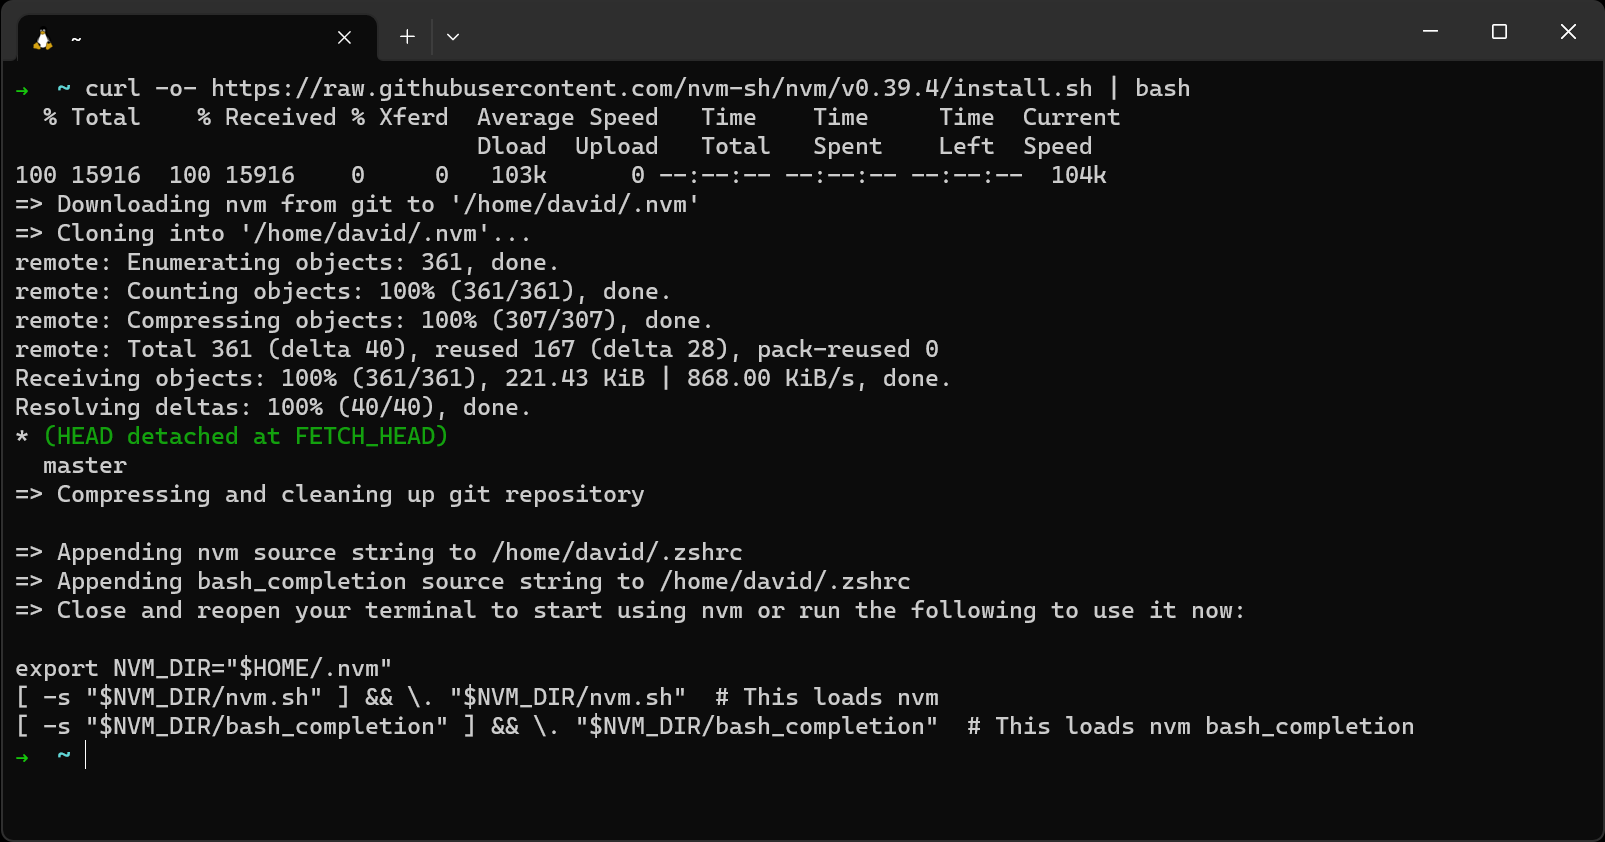 ~
→  ~ curl -o- https://raw.githubusercontent.com/nvm-sh/nvm/v0.39.4/install.sh | bash
  % Total    % Received % Xferd  Average Speed   Time    Time     Time  Current
                                 Dload  Upload   Total   Spent    Left  Speed
100 15916  100 15916    0     0   103k      0 --:--:-- --:--:-- --:--:--  104k
=> Downloading nvm from git to '/home/david/.nvm'
=> Cloning into '/home/david/.nvm'...
remote: Enumerating objects: 361, done.
remote: Counting objects: 100% (361/361), done.
remote: Compressing objects: 100% (307/307), done.
remote: Total 361 (delta 40), reused 167 (delta 28), pack-reused 0
Receiving objects: 100% (361/361), 221.43 KiB | 868.00 KiB/s, done.
Resolving deltas: 100% (40/40), done.
* (HEAD detached at FETCH_HEAD)
  master
=> Compressing and cleaning up git repository

=> Appending nvm source string to /home/david/.zshrc
=> Appending bash_completion source string to /home/david/.zshrc
=> Close and reopen your terminal to start using nvm or run the following to use it now:

export NVM_DIR="$HOME/.nvm"
[ -s "$NVM_DIR/nvm.sh" ] && \. "$NVM_DIR/nvm.sh"  # This loads nvm
[ -s "$NVM_DIR/bash_completion" ] && \. "$NVM_DIR/bash_completion"  # This loads nvm bash_completion
→  ~